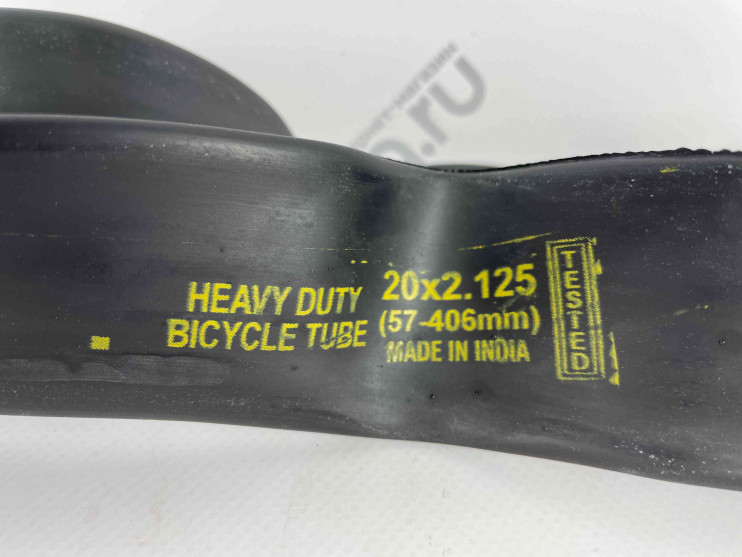 HEAVY DUTY
BICYCLE TUBE
20x2.125
(57-406mm)
MADE IN INDIA
TESTED